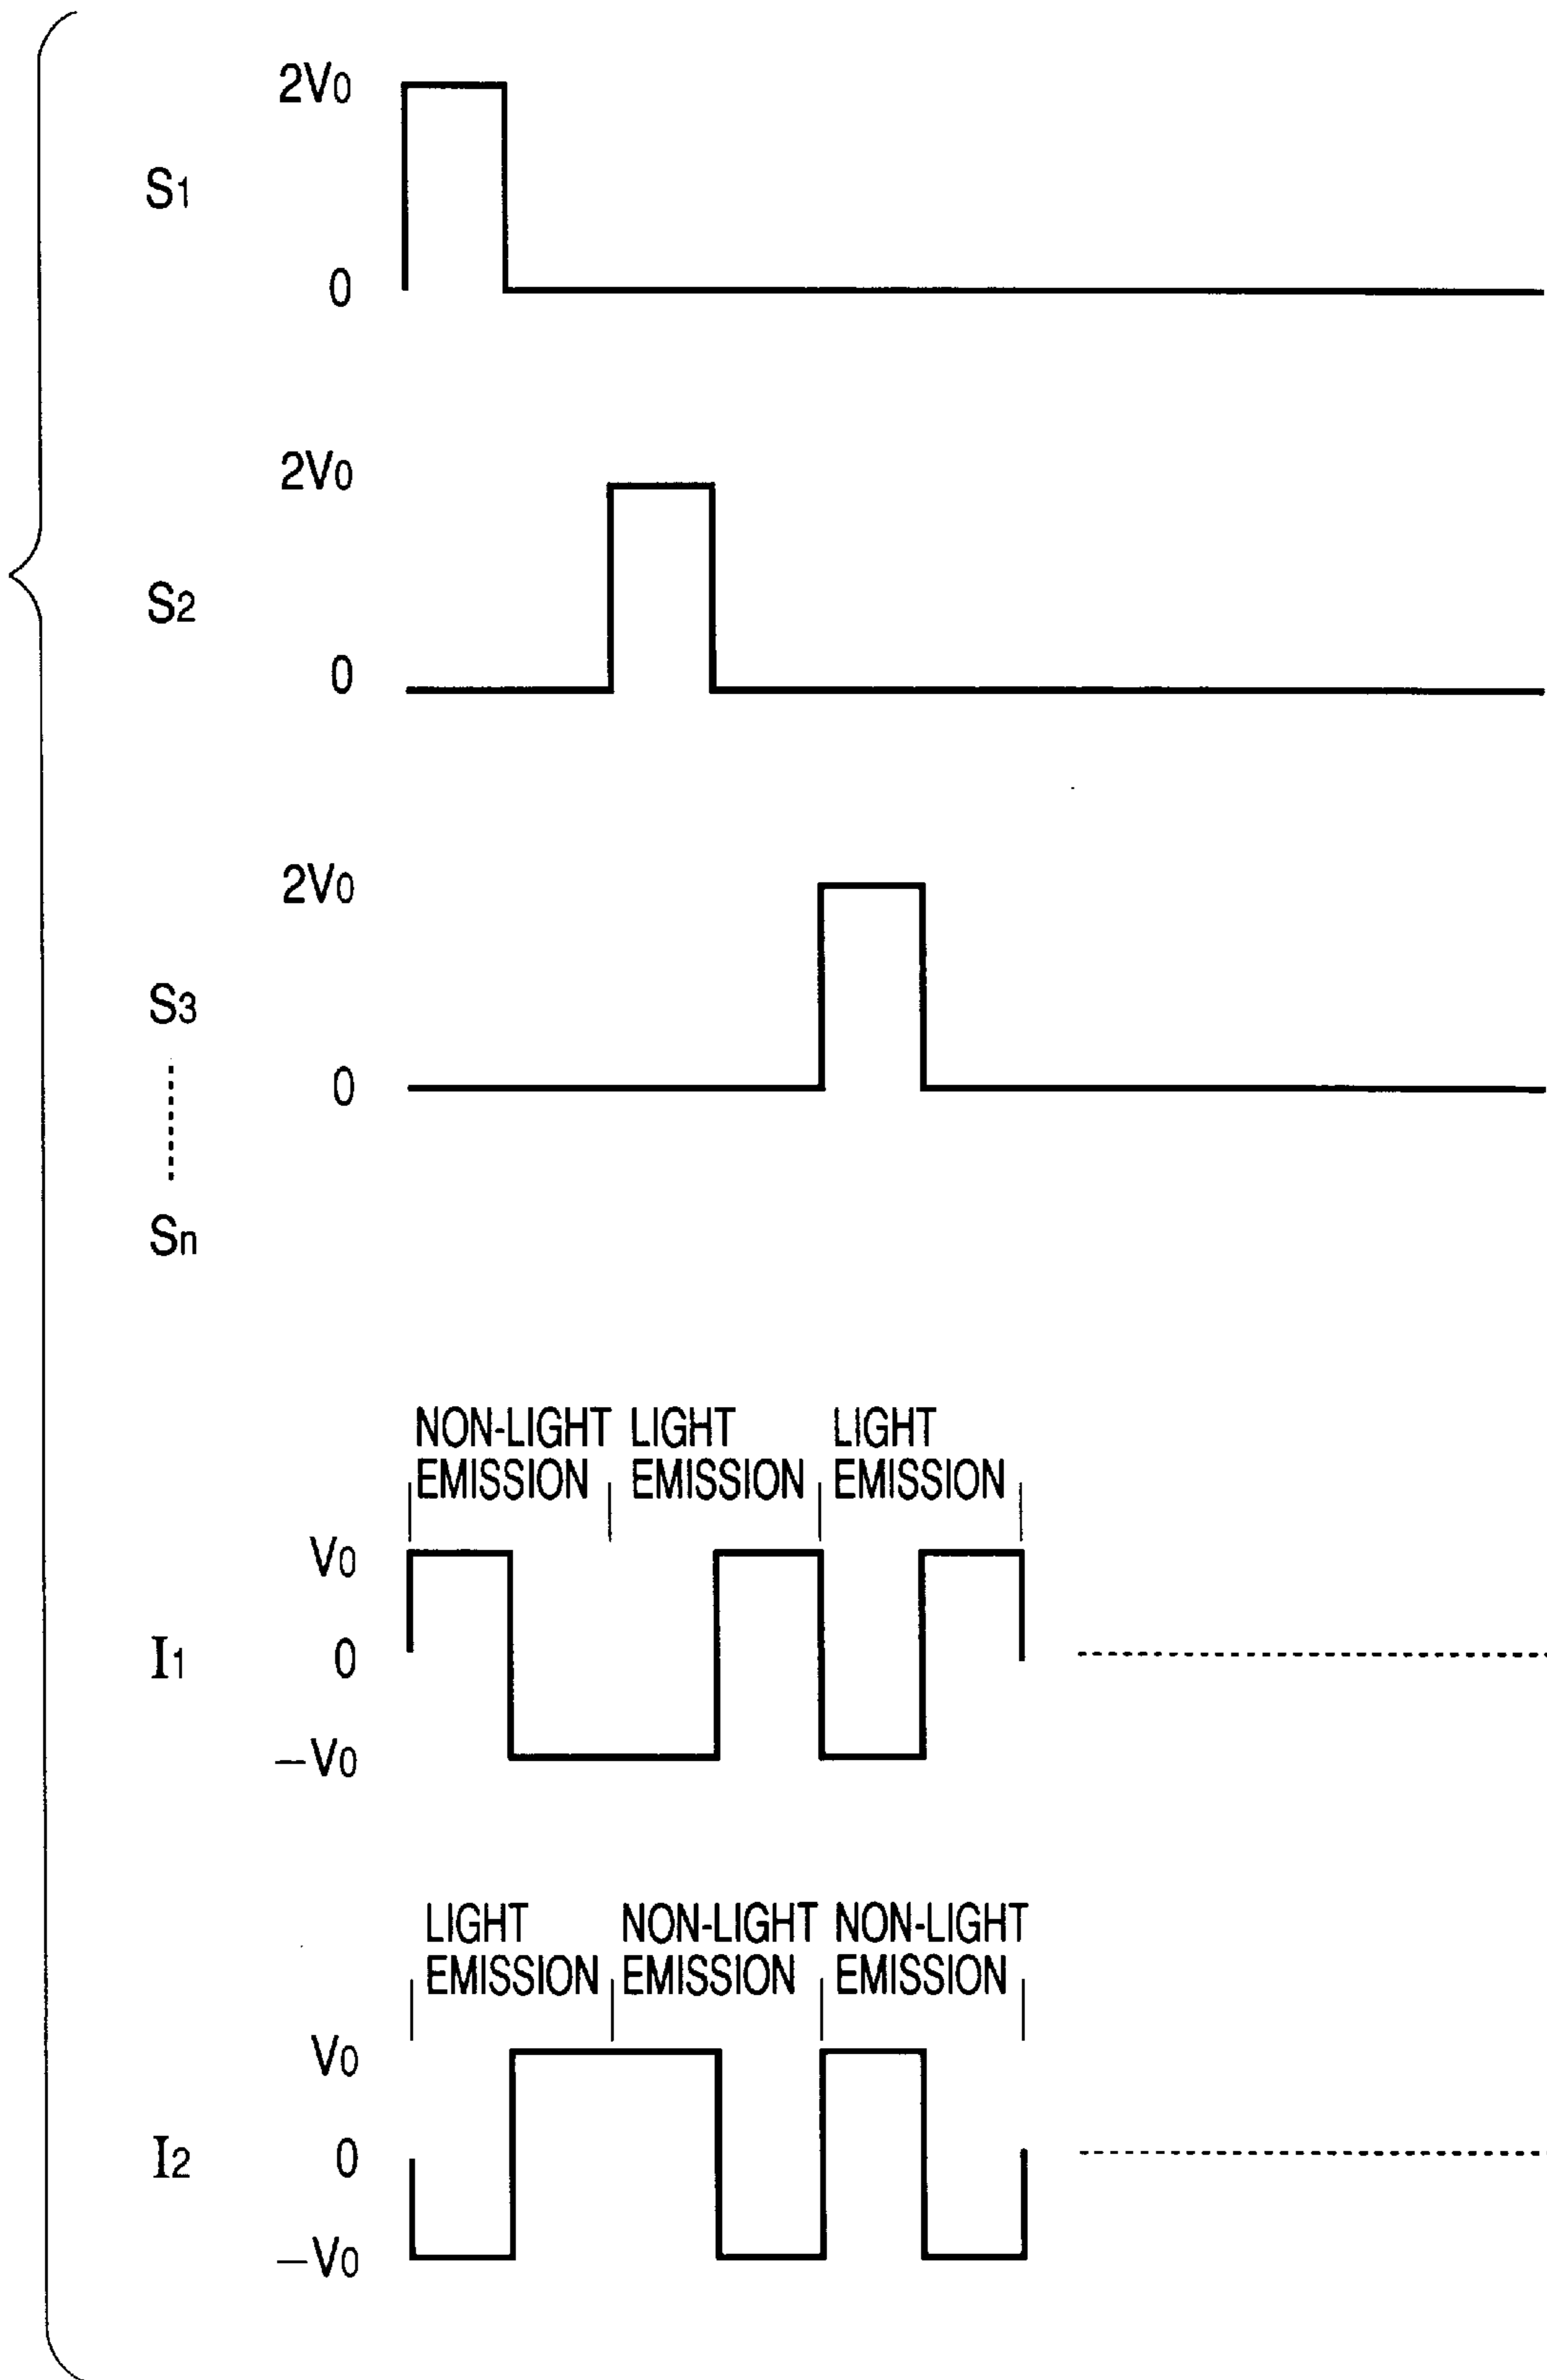 2V0
S1
0
2V0
S2
0
2V0
S3
0
Sn
NON-LIGHT EMISSION
LIGHT EMISSION
LIGHT EMISSION
V0
I1
0
−V0
LIGHT EMISSION
NON-LIGHT EMISSION
NON-LIGHT EMISSION
V0
I2
0
−V0